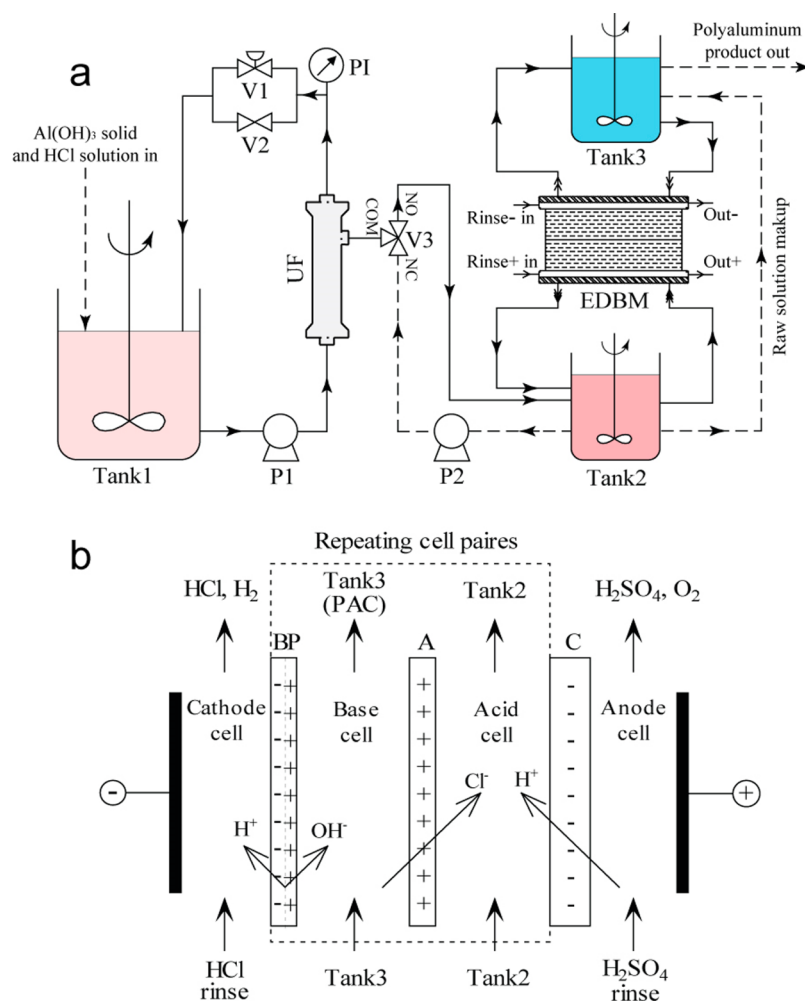 a
PI
V1
V2
Al(OH)₃ solid
and HCl solution in
UF
COM
NO
NC
V3
Tank1
P1
P2
Polyaluminum
product out
Tank3
Rinse- in
Out-
Rinse+ in
Out+
EDBM
Raw solution makup
Tank2
b
Repeating cell paires
HCl, H₂
Tank3
(PAC)
Tank2
H₂SO₄, O₂
BP
A
C
Cathode
cell
Base
cell
Acid
cell
Anode
cell
-
+
Cl⁻
H⁺
H⁺
OH⁻
HCl
rinse
Tank3
Tank2
H₂SO₄
rinse